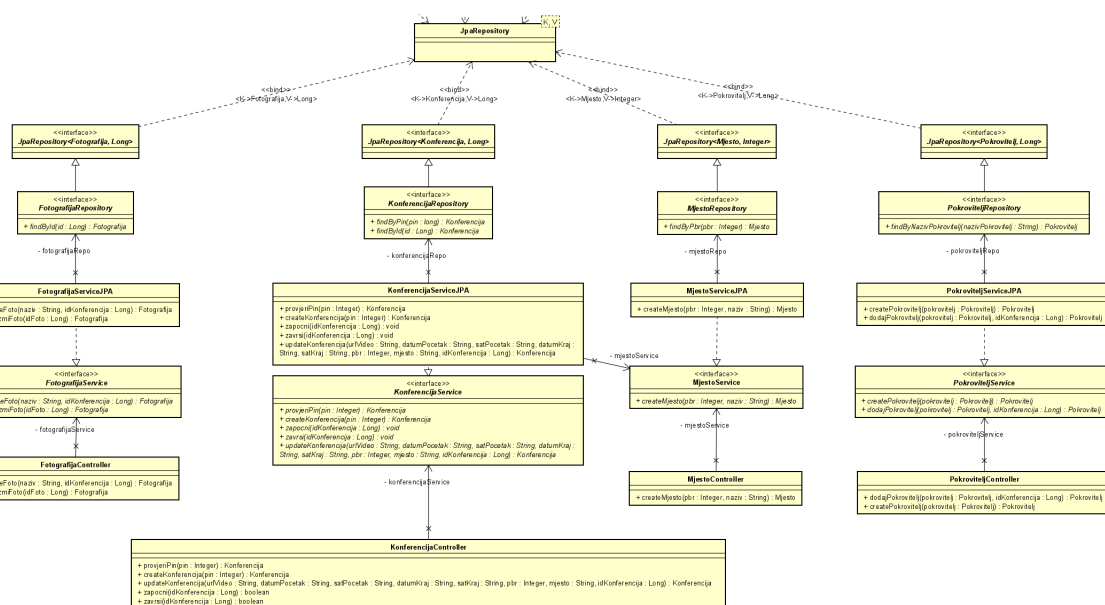 K, V
JpaRepository
<<bind>>
<K->Fotografija,V->Long>
<<bind>>
<K->Konferencija,V->Long>
<<bind>>
<K->Mjesto,V->Integer>
<<bind>>
<K->Pokrovitelj,V->Long>
<<interface>>
JpaRepository<Fotografija, Long>
<<interface>>
JpaRepository<Konferencija, Long>
<<interface>>
JpaRepository<Mjesto, Integer>
<<interface>>
JpaRepository<Pokrovitelj, Long>
<<interface>>
FotografijaRepository
+ findById(id : Long) : Fotografija
<<interface>>
KonferencijaRepository
+ findByPin(pin : long) : Konferencija
+ findById(id : Long) : Konferencija
<<interface>>
MjestoRepository
+ findByPbr(pbr : Integer) : Mjesto
<<interface>>
PokroviteljRepository
+ findByNazivPokrovitelj(nazivPokrovitelj : String) : Pokrovitelj
- fotografijaRepo
- konferencijaRepo
- mjestoRepo
- pokroviteljRepo
FotografijaServiceJPA
eFoto(naziv : String, idKonferencija : Long) : Fotografija
zmiFoto(idFoto : Long) : Fotografija
KonferencijaServiceJPA
+ provjeriPin(pin : Integer) : Konferencija
+ createKonferencija(pin : Integer) : Konferencija
+ zapocni(idKonferencija : Long) : void
+ zavrsi(idKonferencija : Long) : void
+ updateKonferencija(urlVideo : String, datumPocetak : String, satPocetak : String, datumKraj :
String, satKraj : String, pbr : Integer, mjesto : String, idKonferencija : Long) : Konferencija
MjestoServiceJPA
+ createMjesto(pbr : Integer, naziv : String) : Mjesto
PokroviteljServiceJPA
+ createPokrovitelj(pokrovitelj : Pokrovitelj) : Pokrovitelj
+ dodajPokrovitelj(pokrovitelj : Pokrovitelj, idKonferencija : Long) : Pokrovitelj
- mjestoService
<<interface>>
FotografijaService
eFoto(naziv : String, idKonferencija : Long) : Fotografija
zmiFoto(idFoto : Long) : Fotografija
<<interface>>
KonferencijaService
+ provjeriPin(pin : Integer) : Konferencija
+ createKonferencija(pin : Integer) : Konferencija
+ zapocni(idKonferencija : Long) : void
+ zavrsi(idKonferencija : Long) : void
+ updateKonferencija(urlVideo : String, datumPocetak : String, satPocetak : String, datumKraj :
String, satKraj : String, pbr : Integer, mjesto : String, idKonferencija : Long) : Konferencija
<<interface>>
MjestoService
+ createMjesto(pbr : Integer, naziv : String) : Mjesto
<<interface>>
PokroviteljService
+ createPokrovitelj(pokrovitelj : Pokrovitelj) : Pokrovitelj
+ dodajPokrovitelj(pokrovitelj : Pokrovitelj, idKonferencija : Long) : Pokrovitelj
- fotografijaService
- konferencijaService
- mjestoService
- pokroviteljService
FotografijaController
eFoto(naziv : String, idKonferencija : Long) : Fotografija
zmiFoto(idFoto : Long) : Fotografija
MjestoController
+ createMjesto(pbr : Integer, naziv : String) : Mjesto
PokroviteljController
+ dodajPokrovitelj(pokrovitelj : Pokrovitelj, idKonferencija : Long) : Pokrovitelj
+ createPokrovitelj(pokrovitelj : Pokrovitelj) : Pokrovitelj
KonferencijaController
+ provjeriPin(pin : Integer) : Konferencija
+ createKonferencija(pin : Integer) : Konferencija
+ updateKonferencija(urlVideo : String, datumPocetak : String, satPocetak : String, datumKraj : String, satKraj : String, pbr : Integer, mjesto : String, idKonferencija : Long) : Konferencija
+ zapocni(idKonferencija : Long) : boolean
+ zavrsi(idKonferencija : Long) : boolean